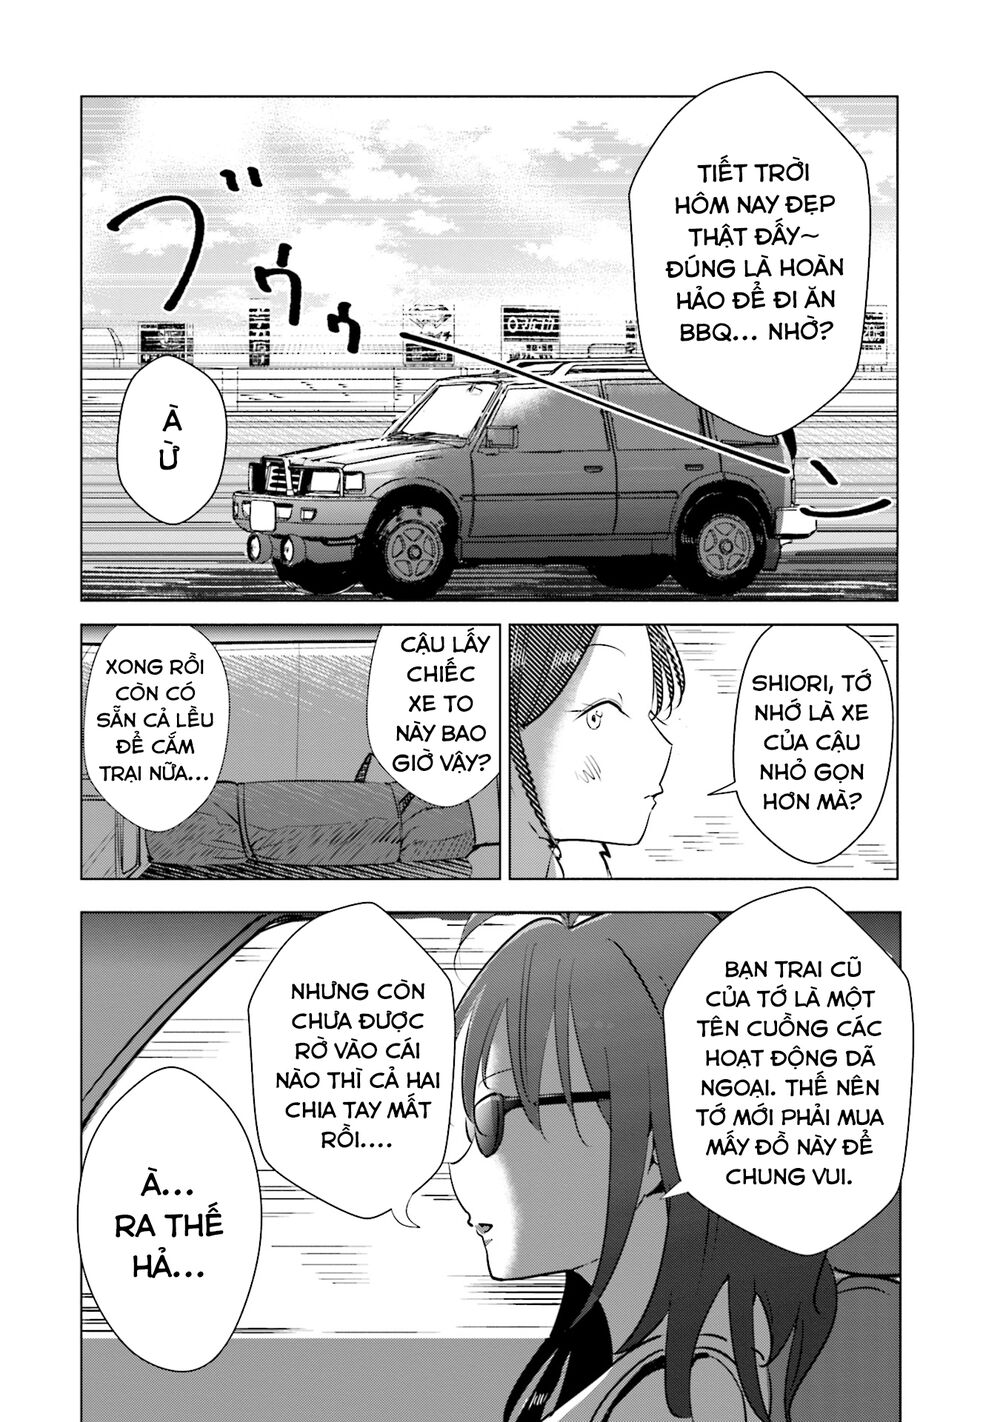 TIẾT TRỜI
HÔM NAY ĐẸP
THẬT ĐẤY~
ĐÚNG LÀ HOÀN
HẢO ĐỂ ĐI ĂN
BBQ... NHỜ?
ブゥゥン
À
Ừ
SHIORI, TỚ
NHỚ LÀ XE
CỦA CẬU
NHỎ GỌN
HƠN MÀ?
CẬU LẤY
CHIẾC
XE TO
NÀY BAO
GIỜ VẬY?
XONG RỒI
CÒN CÓ
SẴN CẢ LỀU
ĐỂ CẮM
TRẠI NỮA...
BẠN TRAI CŨ
CỦA TỚ LÀ MỘT
TÊN CUỒNG CÁC
HOẠT ĐỘNG DÃ
NGOẠI. THẾ NÊN
TỚ MỚI PHẢI MUA
MẤY ĐỒ NÀY ĐỂ
CHUNG VUI.
NHƯNG CÒN
CHƯA ĐƯỢC
RỜ VÀO CÁI
NÀO THÌ CẢ HAI
CHIA TAY MẤT
RỒI....
À...
RA THẾ
HẢ...